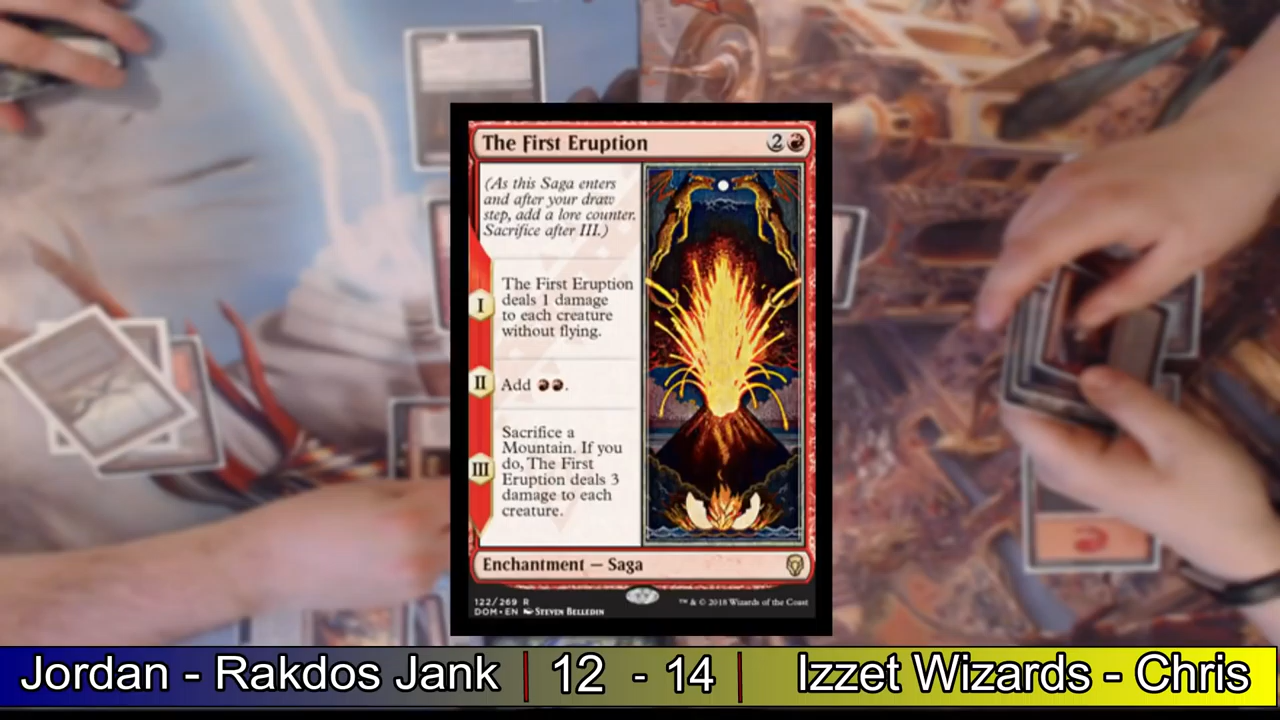 The First Eruption 2
(As this Saga enters
and after your draw
step, add a lore counter.
Sacrifice after III.)
I
The First Eruption
deals 1 damage
to each creature
without flying.
II
Add .
III
Sacrifice a
Mountain. If you
do, The First
Eruption deals 3
damage to each
creature.
Enchantment — Saga
122/269 R
DOM • EN Steven Belledin
™ & © 2018 Wizards of the Coast
Jordan - Rakdos Jank | 12 - 14 | Izzet Wizards - Chris